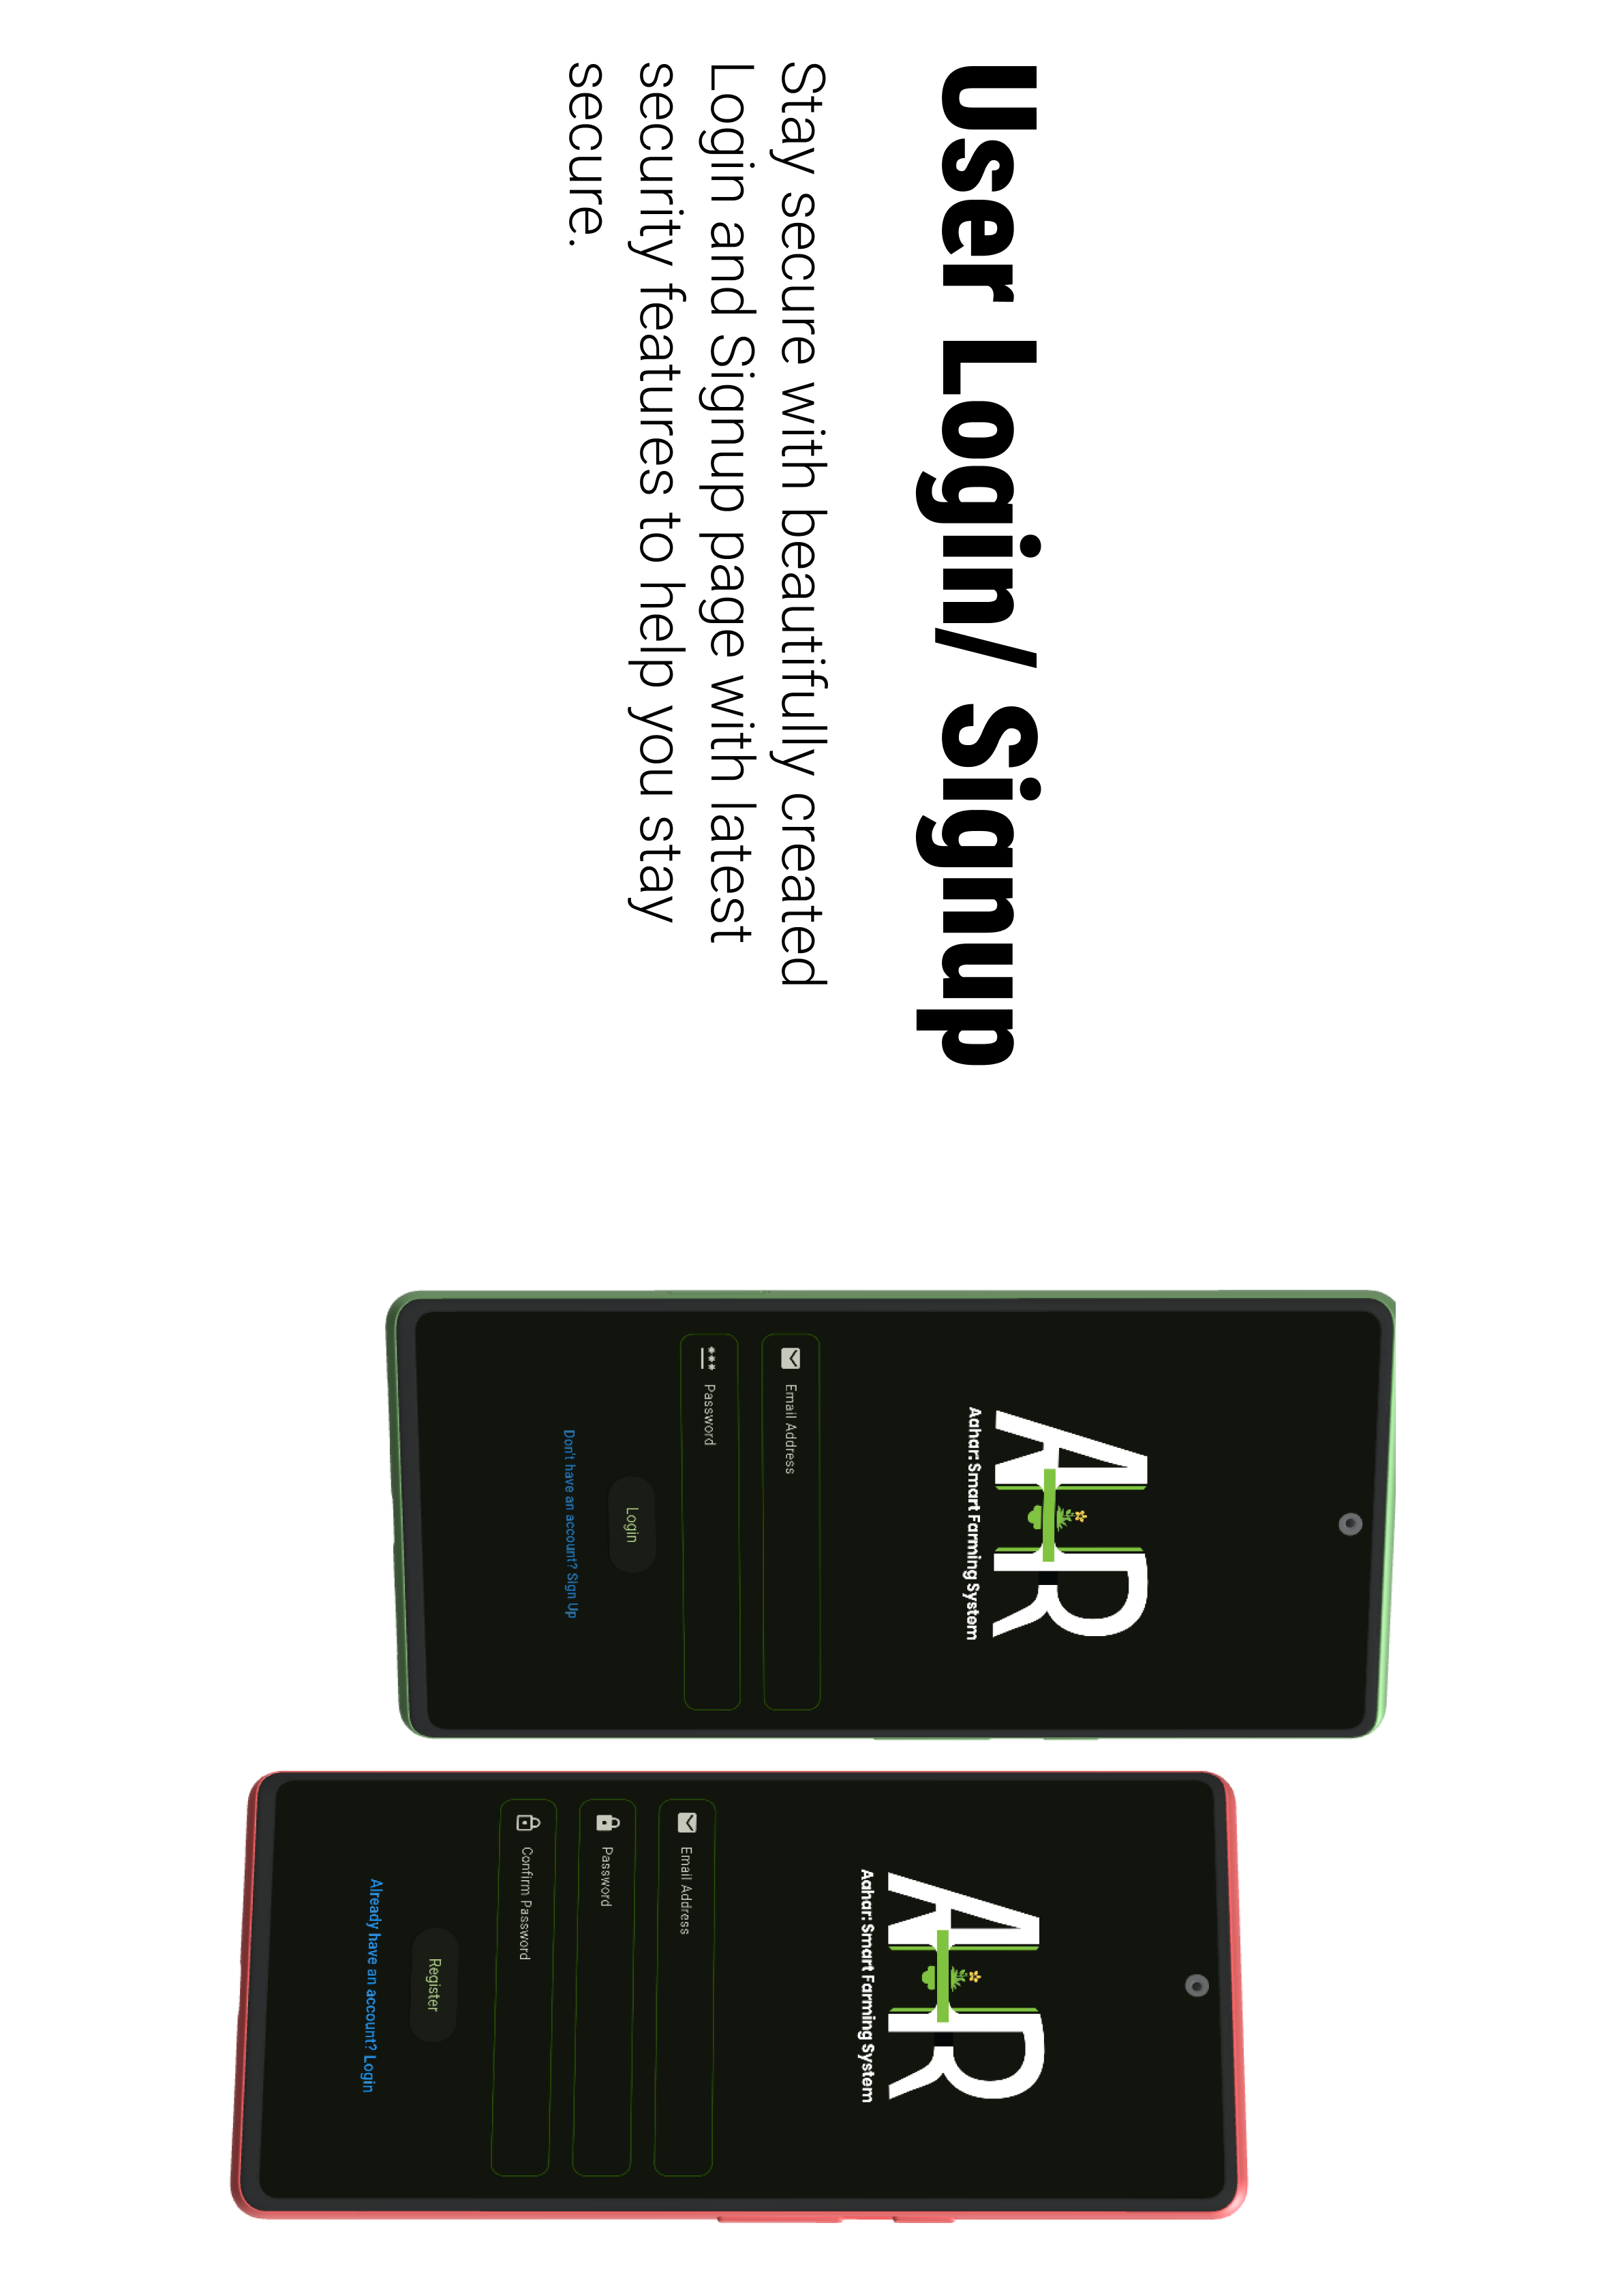 User Login/ Signup
Stay secure with beautifully created
Login and Signup page with latest
security features to help you stay
secure.
AHR
Aahar: Smart Farming System
Email Address
*** Password
Login
Don't have an account? Sign Up
AHR
Aahar: Smart Farming System
Email Address
Password
Confirm Password
Register
Already have an account? Login